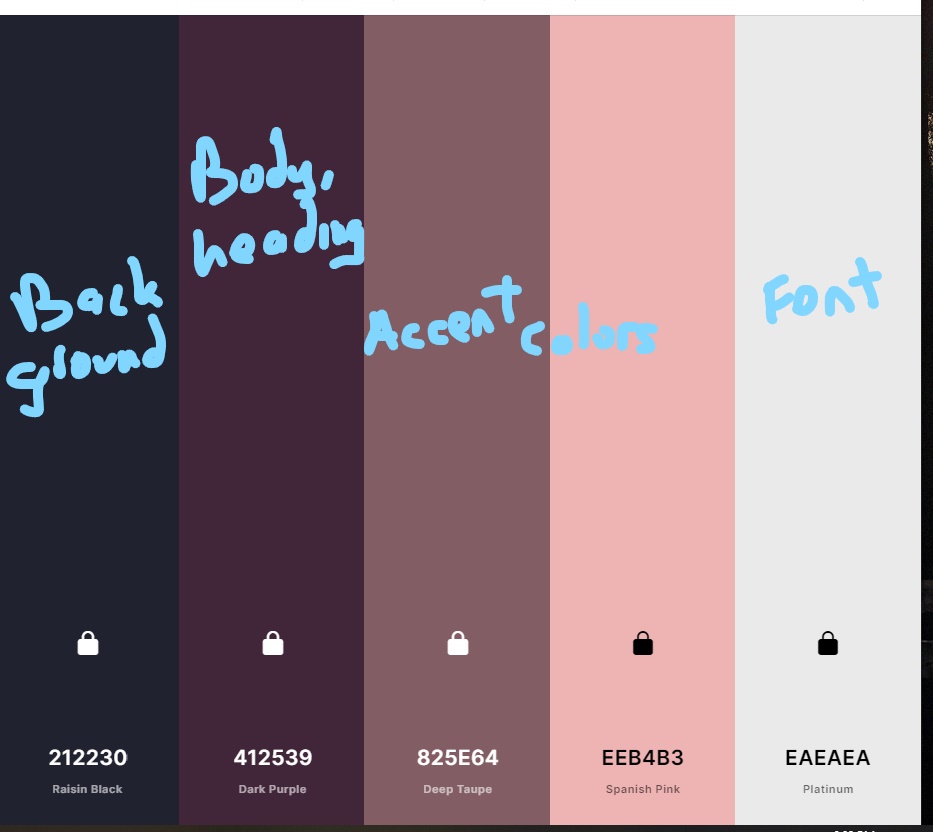 Body,
heading
Back
ground
Accent colors
Font
212230
Raisin Black
412539
Dark Purple
825E64
Deep Taupe
EEB4B3
Spanish Pink
EAEAEA
Platinum